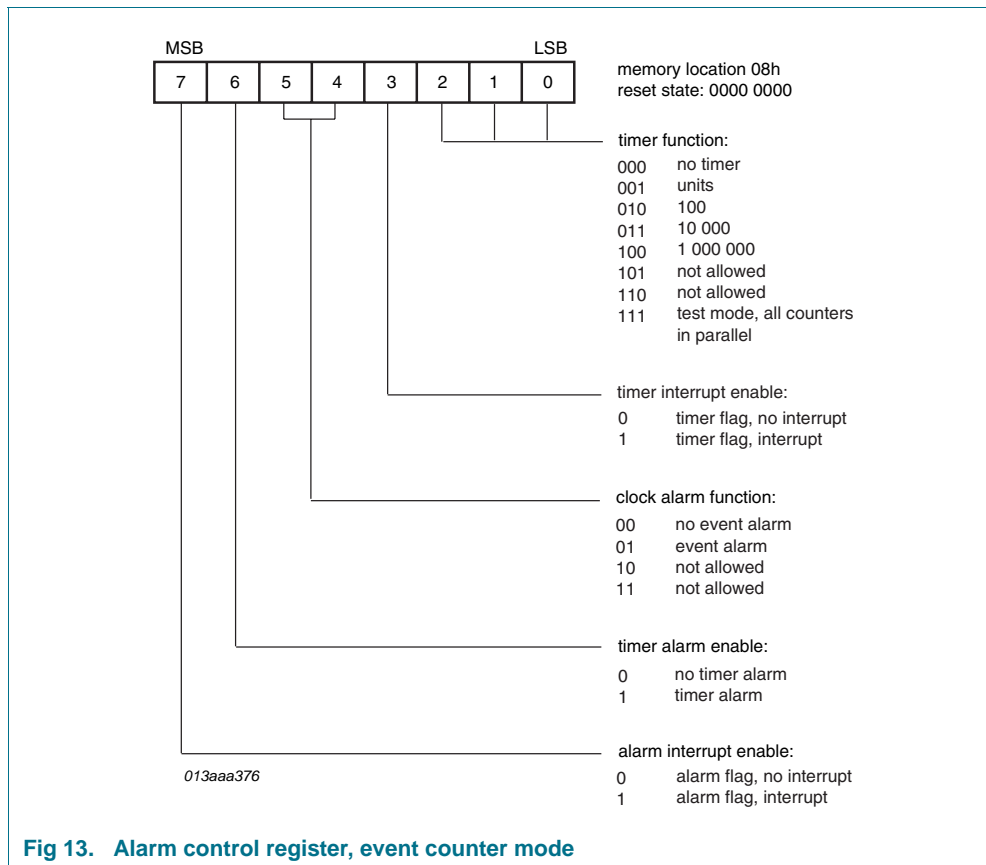 MSB LSB
7 6 5 4 3 2 1 0
memory location 08h
reset state: 0000 0000
timer function:
000 no timer
001 units
010 100
011 10 000
100 1 000 000
101 not allowed
110 not allowed
111 test mode, all counters
in parallel
timer interrupt enable:
0 timer flag, no interrupt
1 timer flag, interrupt
clock alarm function:
00 no event alarm
01 event alarm
10 not allowed
11 not allowed
timer alarm enable:
0 no timer alarm
1 timer alarm
alarm interrupt enable:
0 alarm flag, no interrupt
1 alarm flag, interrupt
013aaa376
Fig 13. Alarm control register, event counter mode